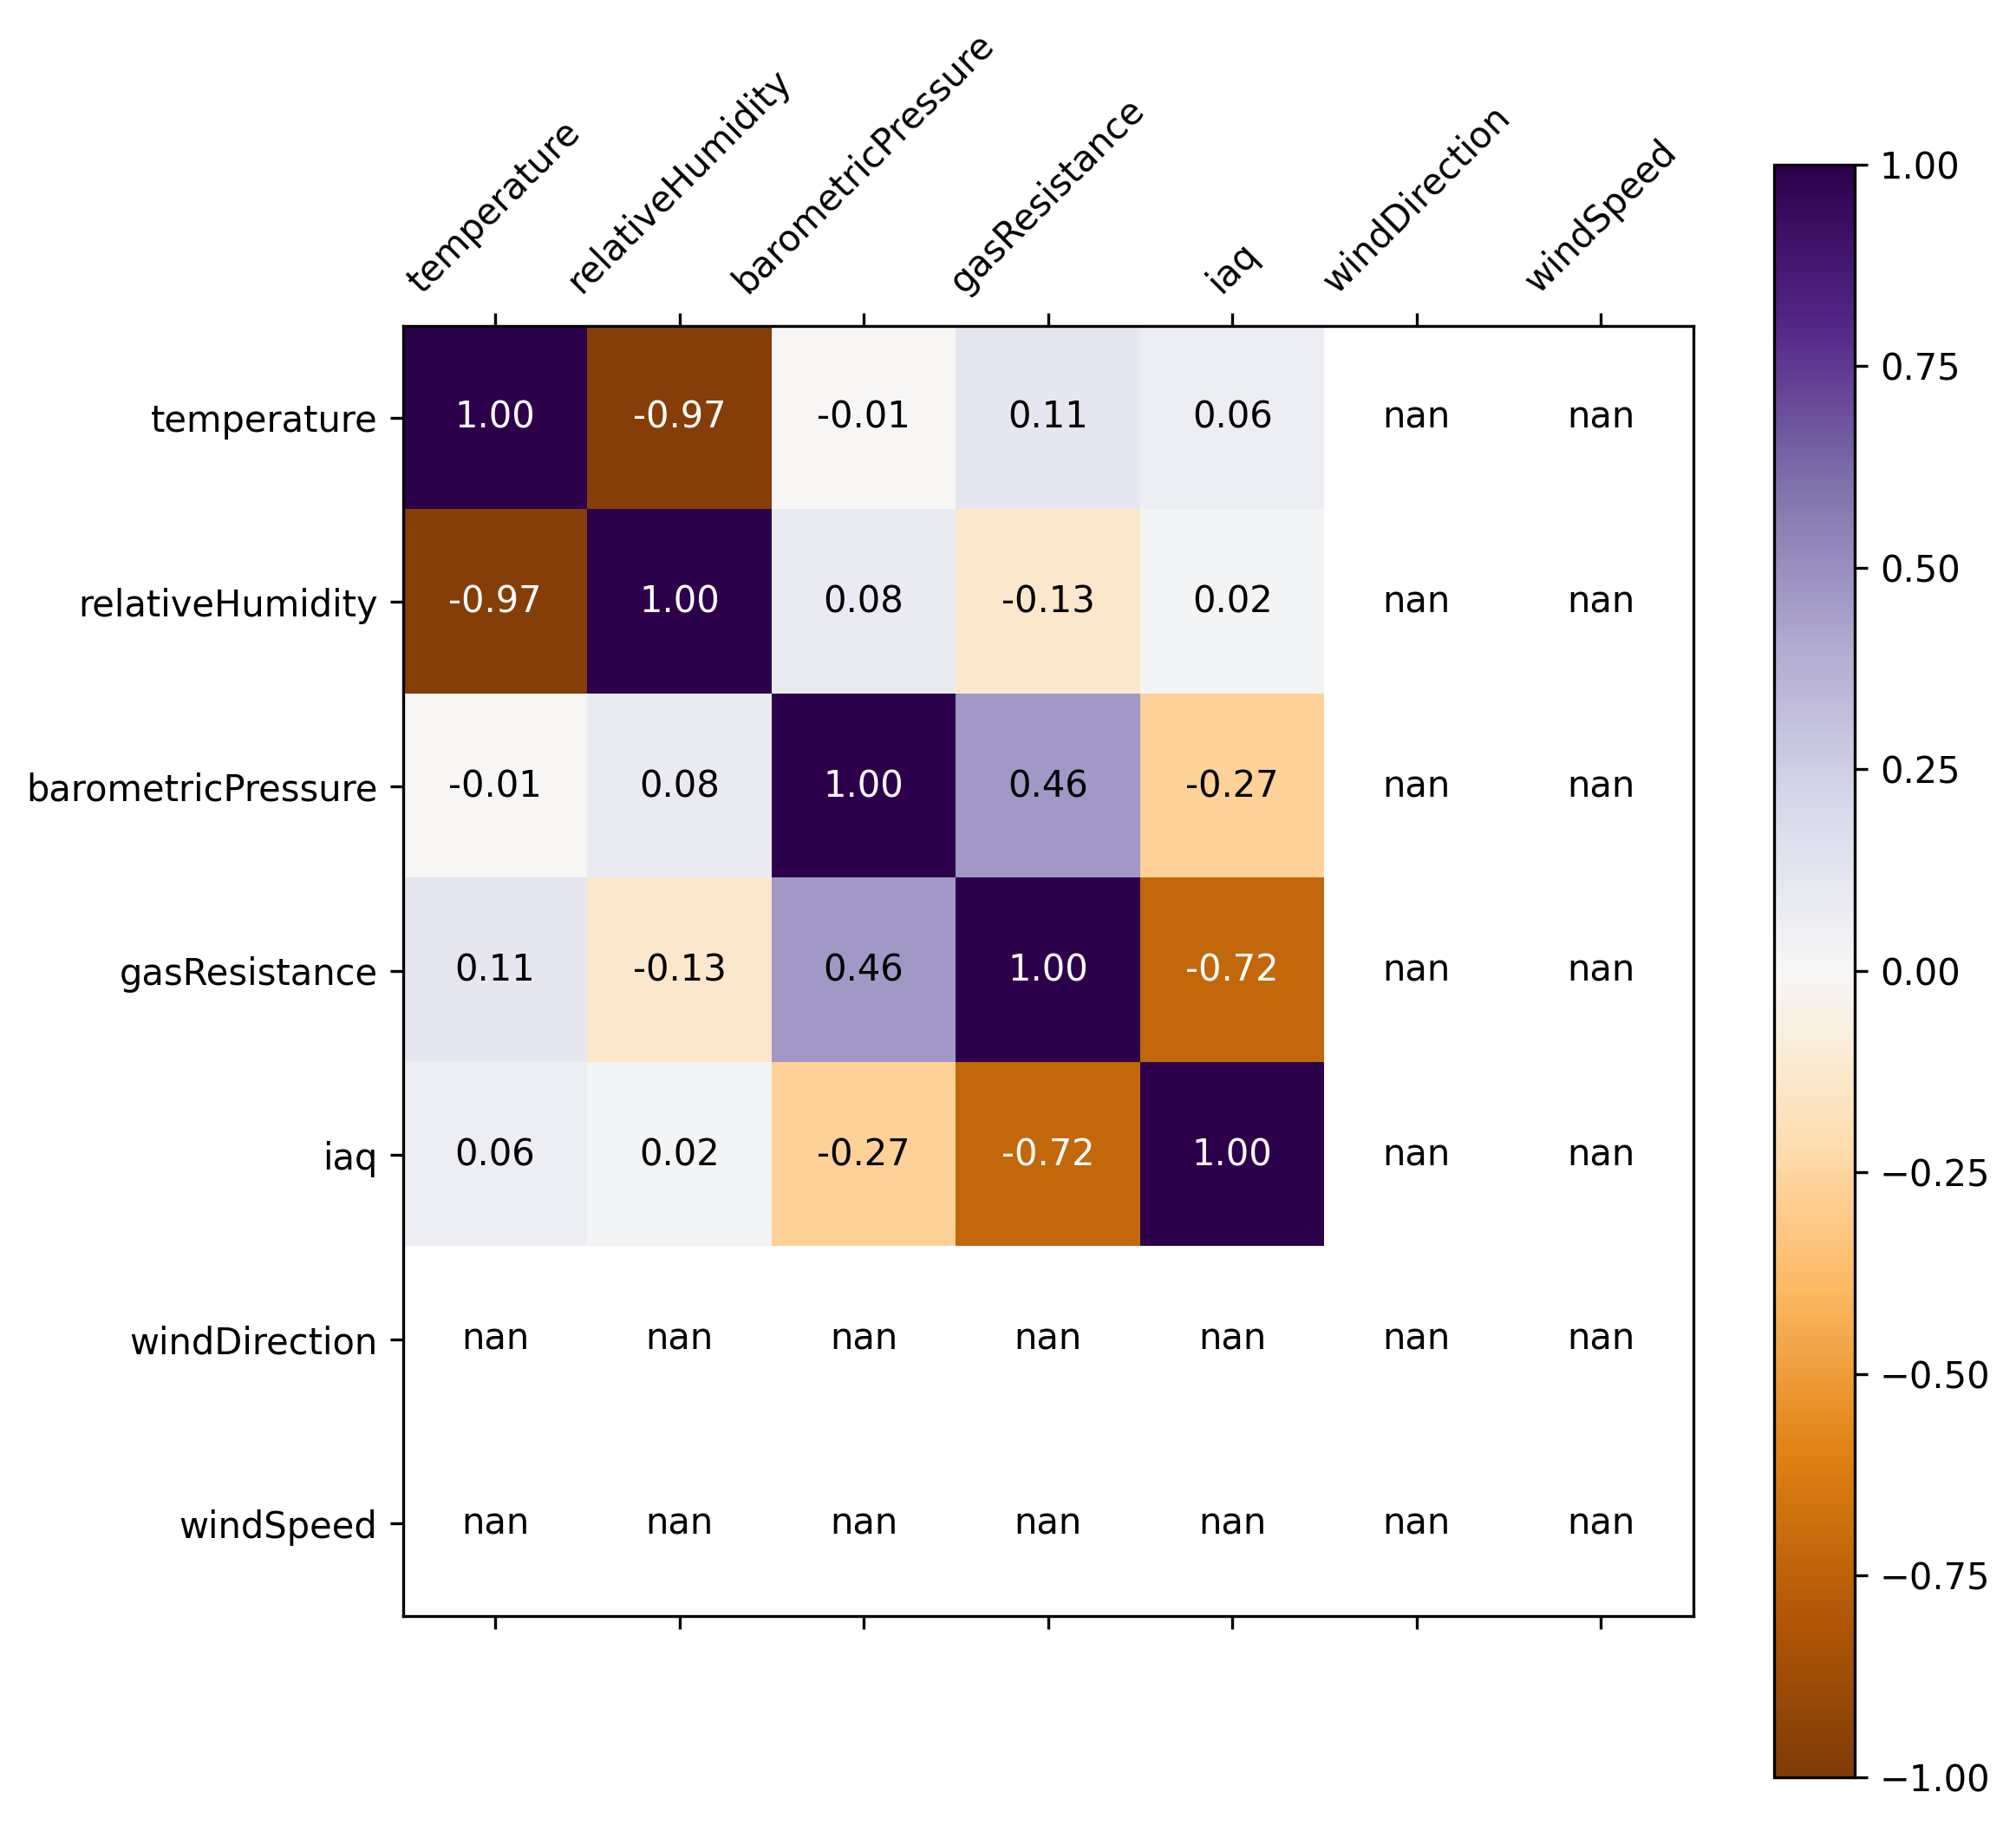 temperature
relativeHumidity
barometricPressure
gasResistance
iaq
windDirection
windSpeed
temperature 1.00 -0.97 -0.01 0.11 0.06 nan nan
relativeHumidity -0.97 1.00 0.08 -0.13 0.02 nan nan
barometricPressure -0.01 0.08 1.00 0.46 -0.27 nan nan
gasResistance 0.11 -0.13 0.46 1.00 -0.72 nan nan
iaq 0.06 0.02 -0.27 -0.72 1.00 nan nan
windDirection nan nan nan nan nan nan nan
windSpeed nan nan nan nan nan nan nan
1.00
0.75
0.50
0.25
0.00
−0.25
−0.50
−0.75
−1.00